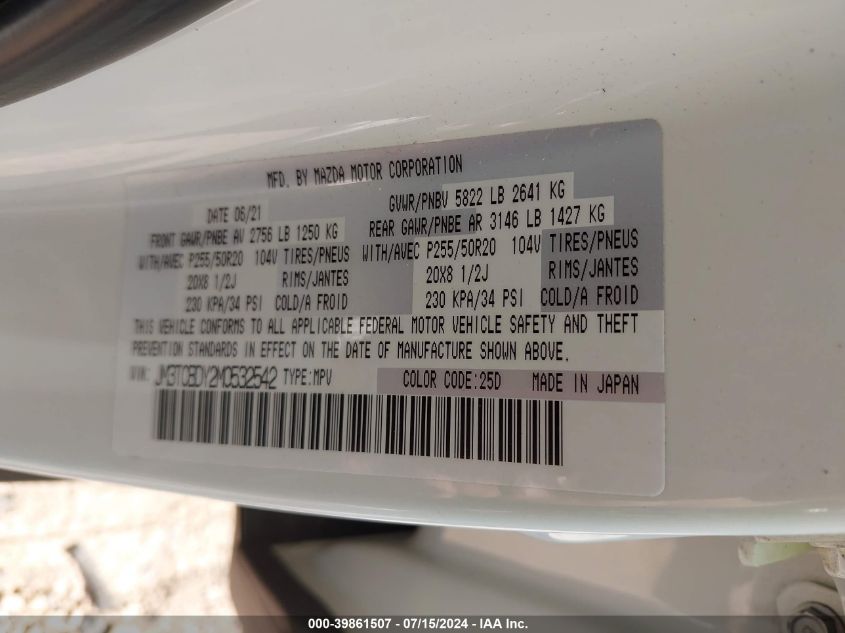 MFD. BY MAZDA MOTOR CORPORATION
DATE 06/21 GVWR/PNBV 5822 LB 2641 KG
FRONT GAWR/PNBE AV 2756 LB 1250 KG REAR GAWR/PNBE AR 3146 LB 1427 KG
WITH/AVEC P255/50R20 104V TIRES/PNEUS WITH/AVEC P255/50R20 104V TIRES/PNEUS
20X8 1/2J RIMS/JANTES 20X8 1/2J RIMS/JANTES
230 KPA/34 PSI COLD/A FROID 230 KPA/34 PSI COLD/A FROID
THIS VEHICLE CONFORMS TO ALL APPLICABLE FEDERAL MOTOR VEHICLE SAFETY AND THEFT
PREVENTION STANDARDS IN EFFECT ON THE DATE OF MANUFACTURE SHOWN ABOVE.
VIN: JM3TCBDY2M0532542 TYPE:MPV COLOR CODE:25D MADE IN JAPAN
000-39861507 - 07/15/2024 - IAA Inc.